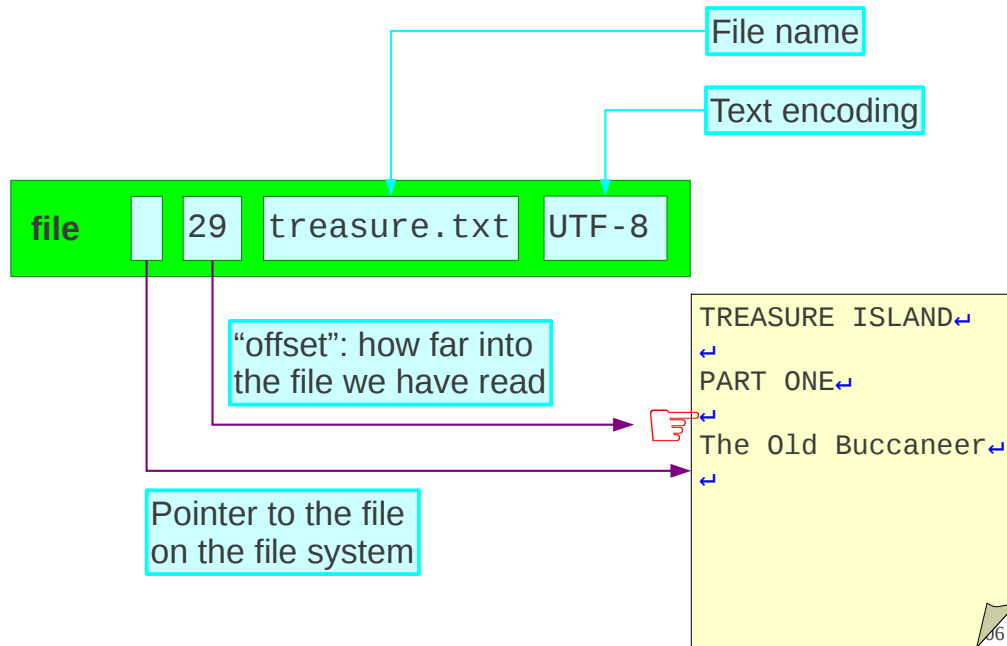 File name
Text encoding
file 29 treasure.txt UTF-8
“offset”: how far into
the file we have read
TREASURE ISLAND↵
↵
PART ONE↵
↵
The Old Buccaneer↵
↵
Pointer to the file
on the file system
06